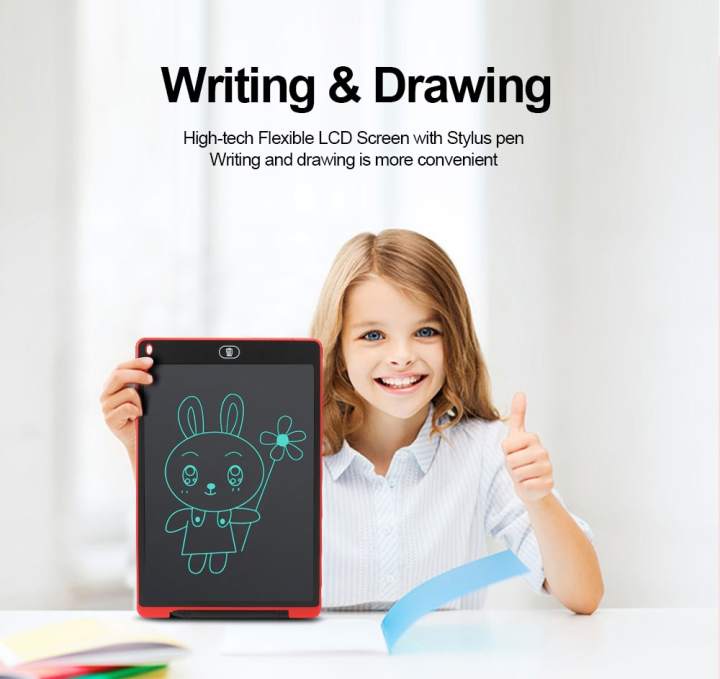 Writing & Drawing
High-tech Flexible LCD Screen with Stylus pen
Writing and drawing is more convenient